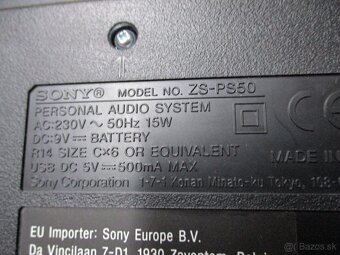 SONY® MODEL NO. ZS-PS50
PERSONAL AUDIO SYSTEM
AC:230V ~ 50Hz 15W
DC:9V ⎓ BATTERY
R14 SIZE C×6 OR EQUIVALENT
USB DC 5V ⎓ 500mA MAX
MADE IN
Sony Corporation 1-7-1 Konan Minato-ku Tokyo, 108-
EU Importer: Sony Europe B.V.
Da Vincilaan 7-D1, 1930 Zaventem,
bazos.sk